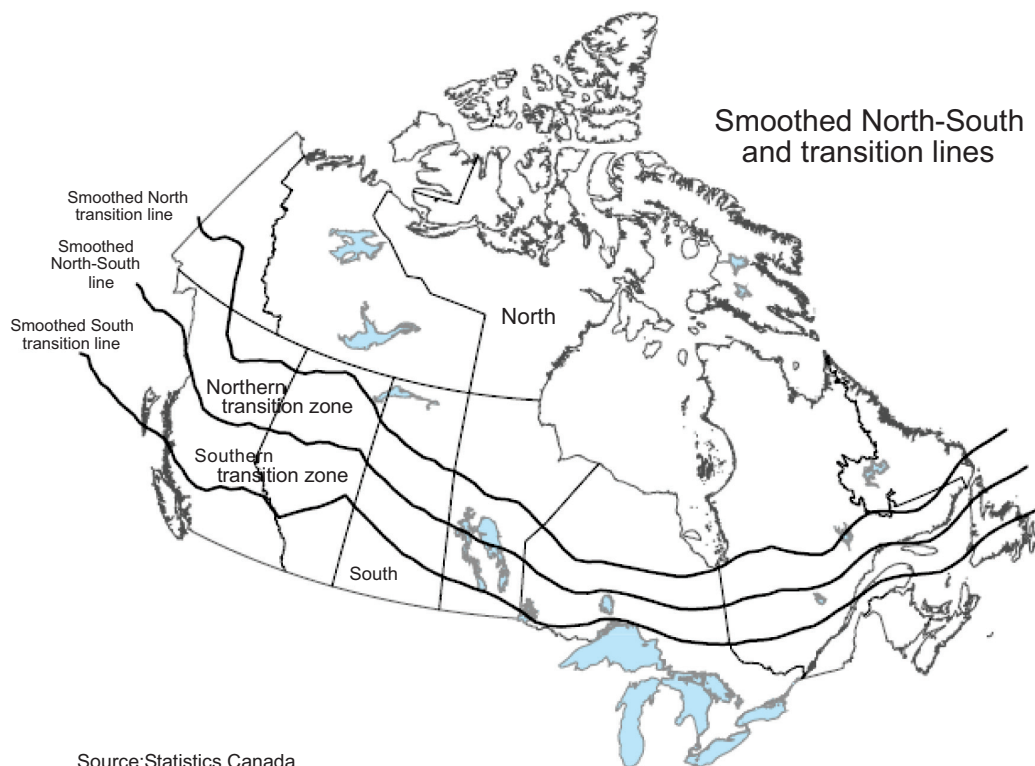 Smoothed North-South
and transition lines
Smoothed North
transition line
Smoothed
North-South
line
Smoothed South
transition line
North
Northern
transition zone
Southern
transition zone
South
Source:Statistics Canada